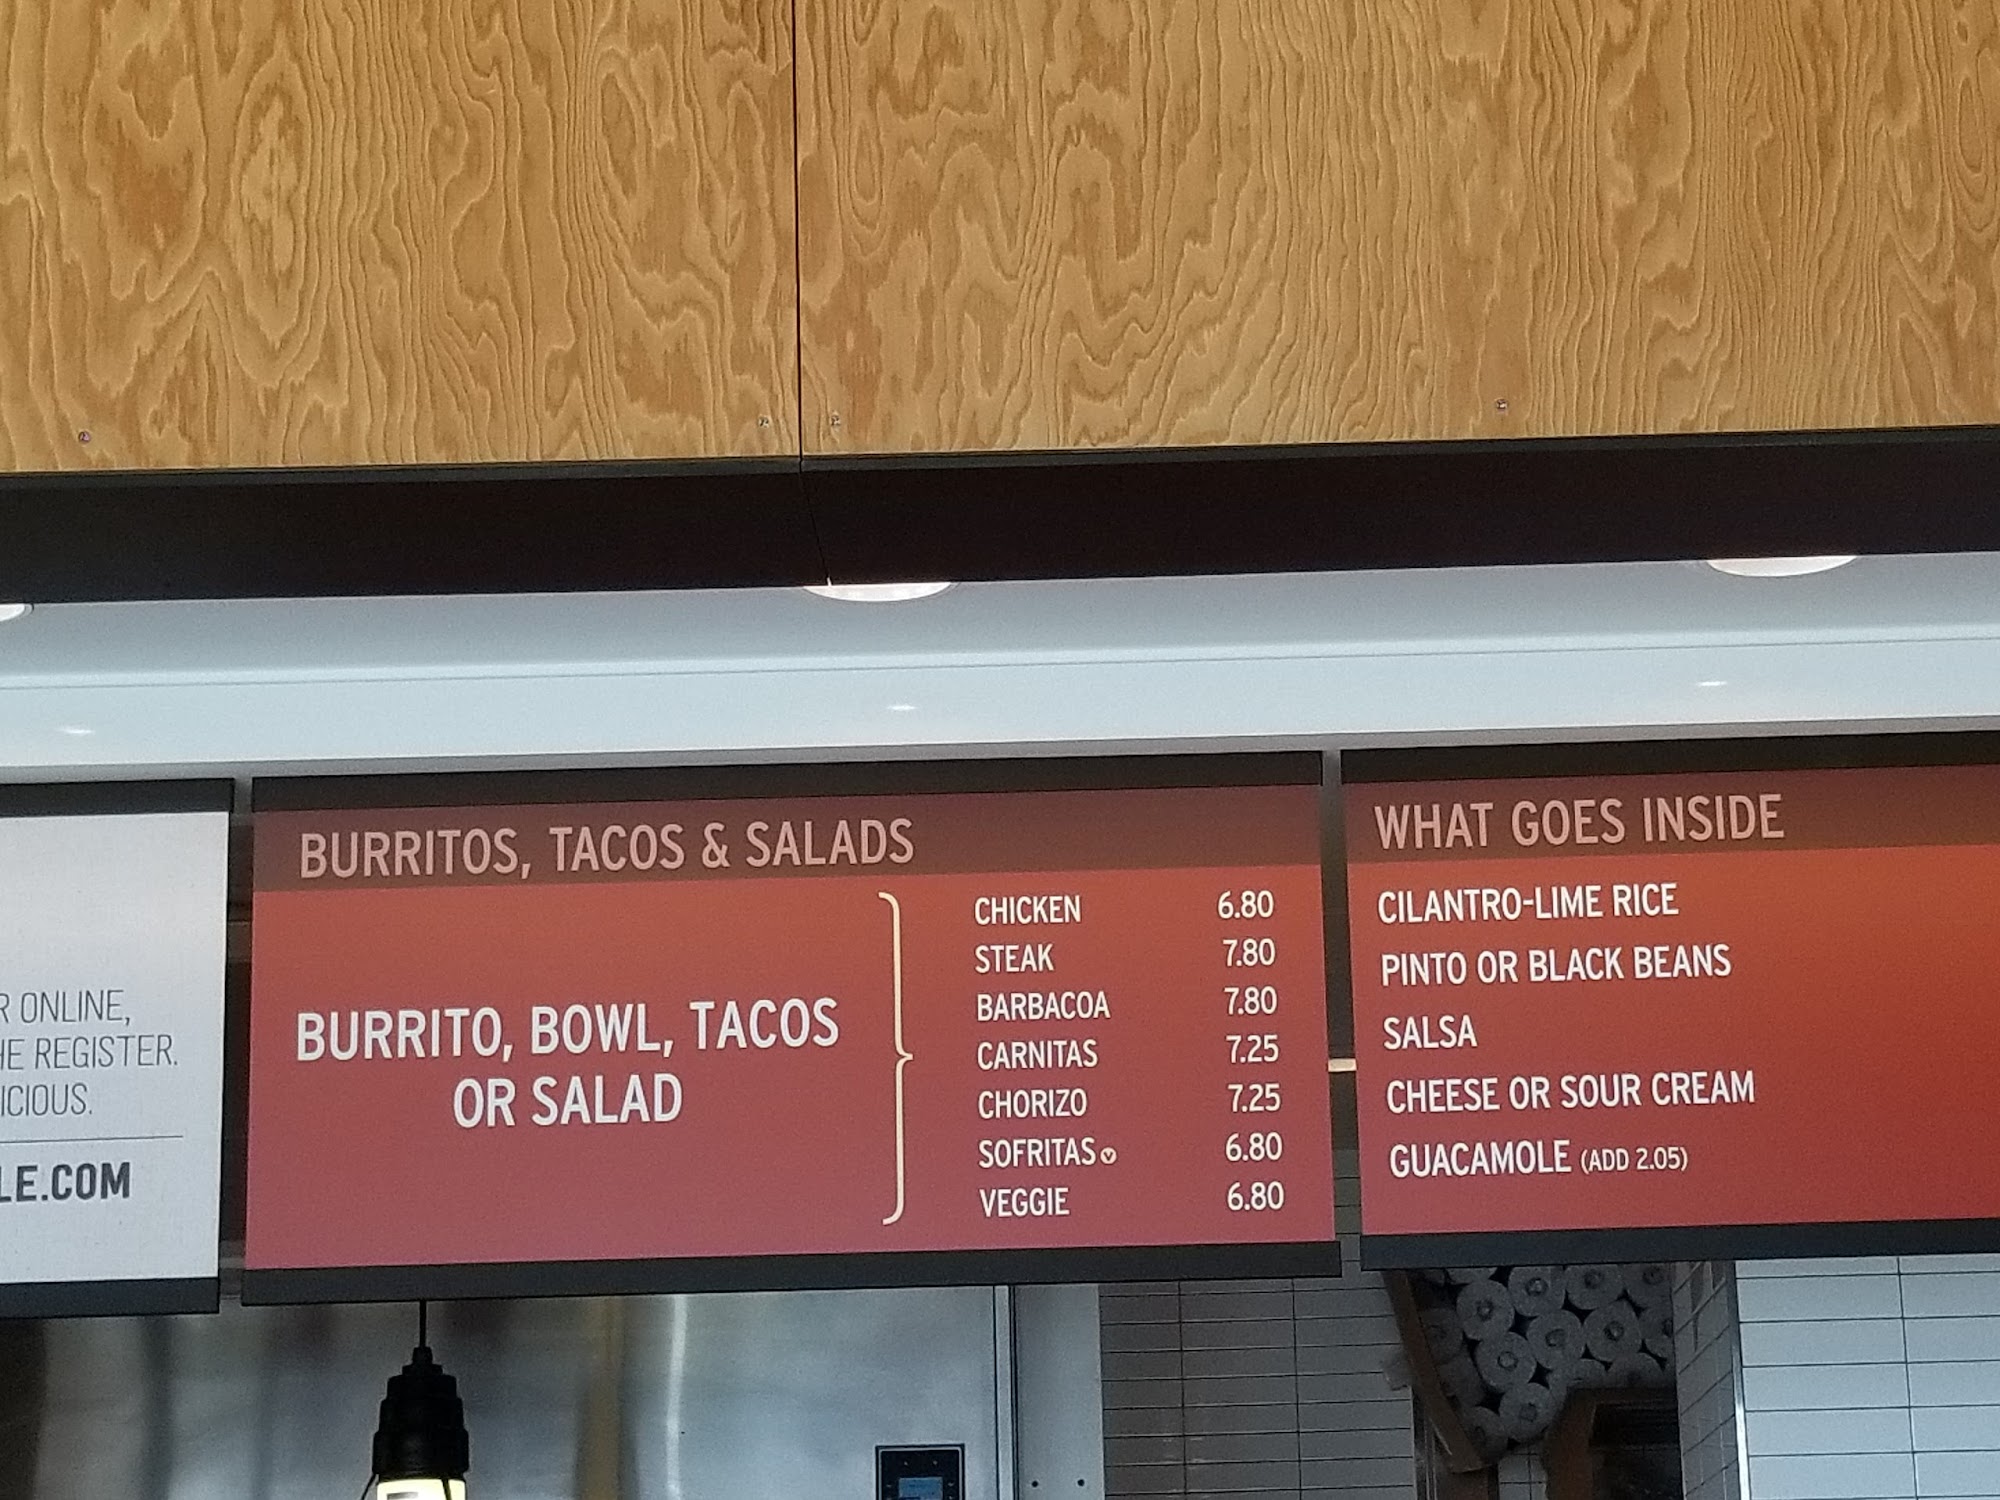 R ONLINE,
HE REGISTER.
ICIOUS.
LE.COM
BURRITOS, TACOS & SALADS
BURRITO, BOWL, TACOS
OR SALAD
CHICKEN 6.80
STEAK 7.80
BARBACOA 7.80
CARNITAS 7.25
CHORIZO 7.25
SOFRITAS V 6.80
VEGGIE 6.80
WHAT GOES INSIDE
CILANTRO-LIME RICE
PINTO OR BLACK BEANS
SALSA
CHEESE OR SOUR CREAM
GUACAMOLE (ADD 2.05)